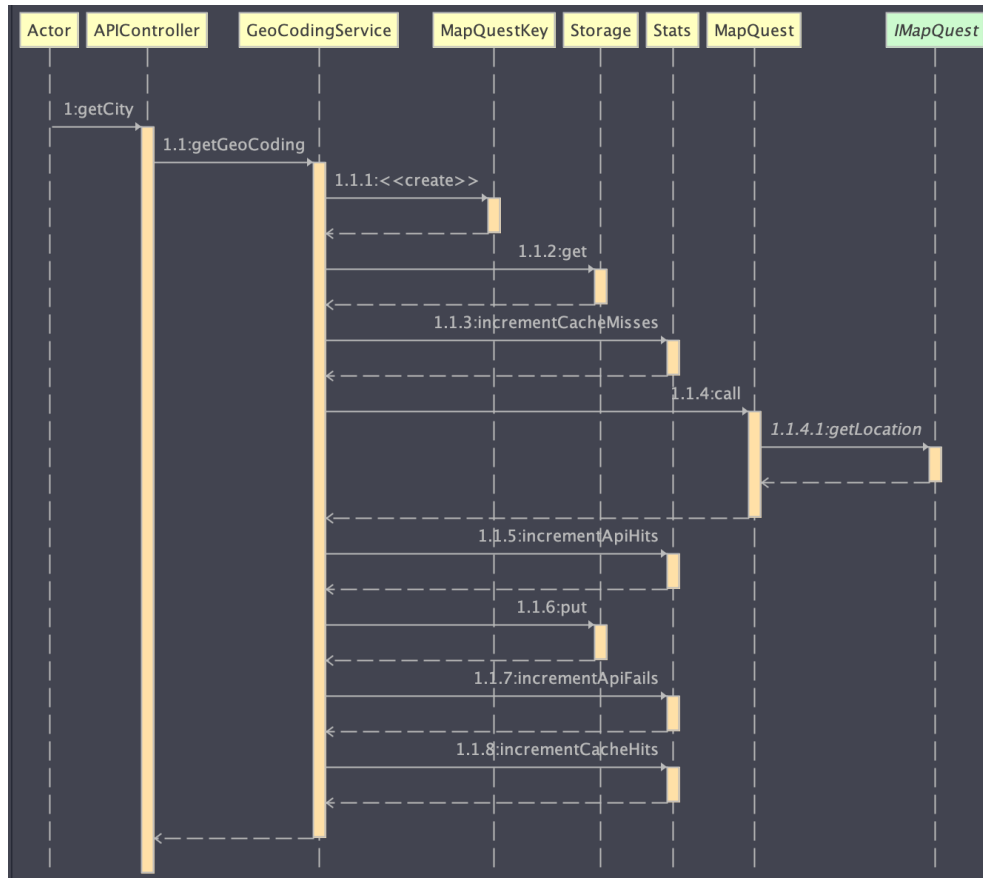 Actor
APIController
GeoCodingService
MapQuestKey
Storage
Stats
MapQuest
IMapQuest
1:getCity
1.1:getGeoCoding
1.1.1:<<create>>
1.1.2:get
1.1.3:incrementCacheMisses
1.1.4:call
1.1.4.1:getLocation
1.1.5:incrementApiHits
1.1.6:put
1.1.7:incrementApiFails
1.1.8:incrementCacheHits